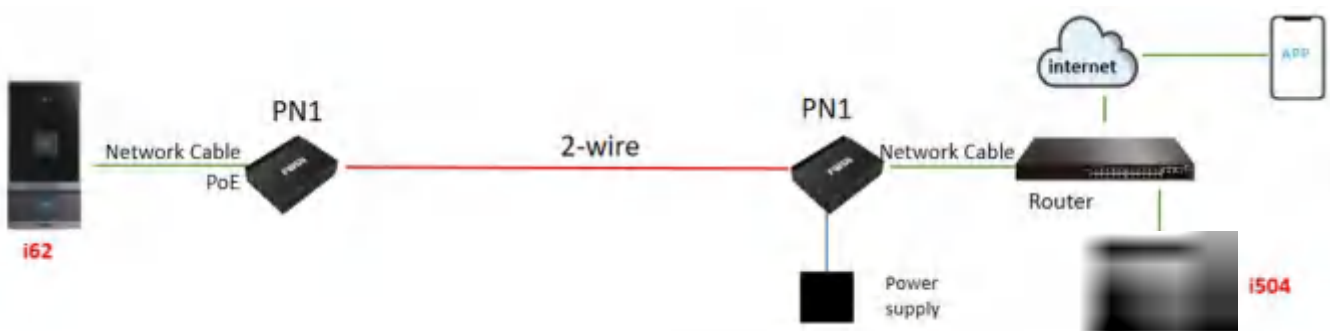 internet
APP
PN1
PN1
Network Cable
PoE
2-wire
Network Cable
Router
i62
Power
supply
i504